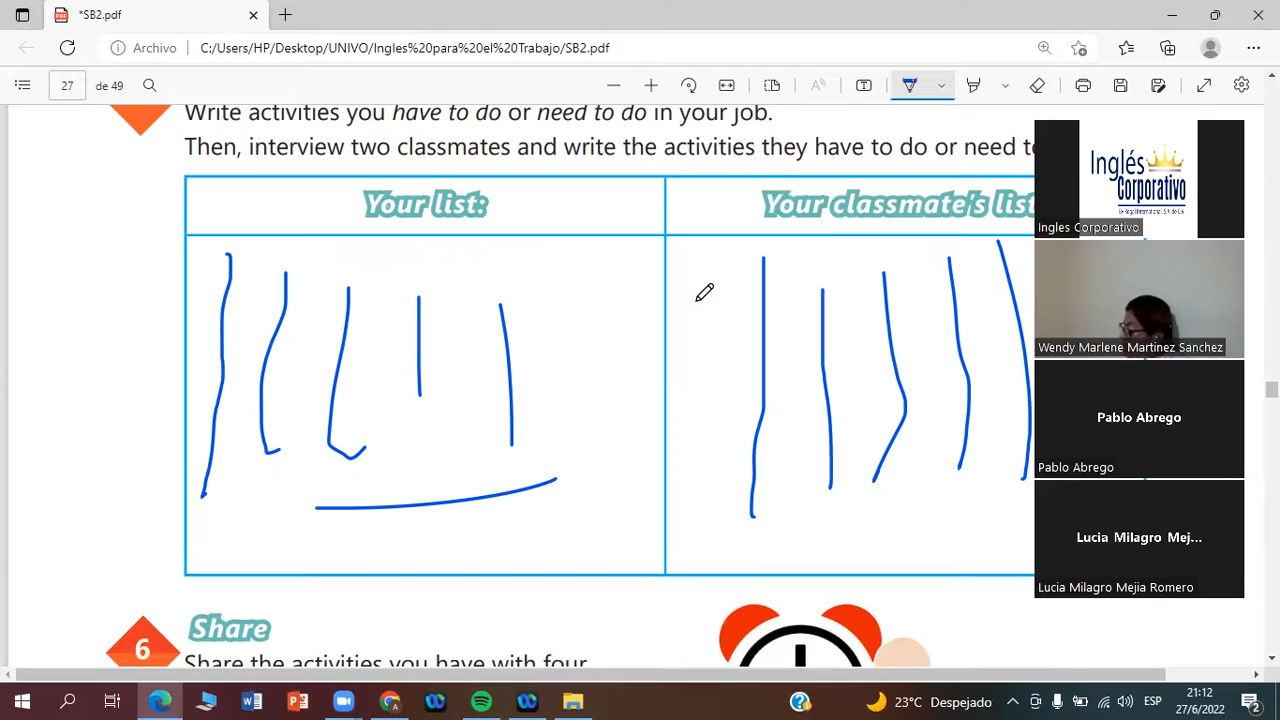 *SB2.pdf
Archivo
C:/Users/HP/Desktop/UNIVO/Ingles%20para%20el%20Trabajo/SB2.pdf
27
de 49
Write activities you have to do or need to do in your job.
Then, interview two classmates and write the activities they have to do or need to
Your list:
Your classmate's list
Inglés
Corporativo
Ingles Corporativo
Wendy Marlene Martinez Sanchez
Pablo Abrego
Pablo Abrego
Lucia Milagro Mej...
Lucia Milagro Mejia Romero
6
Share
Share the activities you have with four
23°C Despejado
ESP
21:12
27/6/2022
2